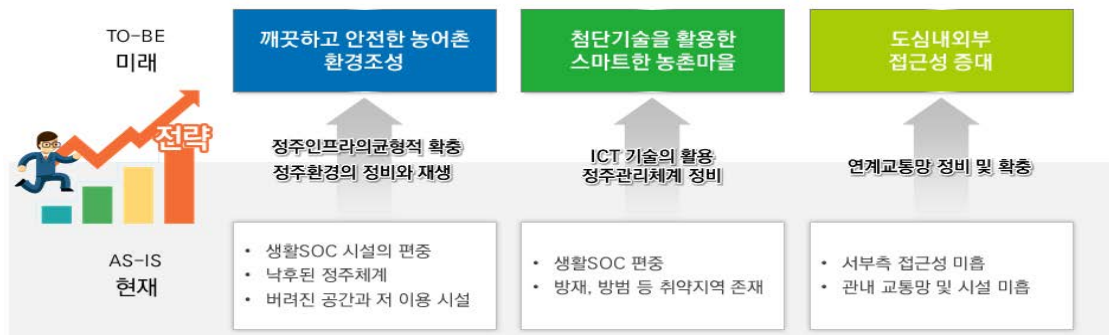 TO-BE
미래
깨끗하고 안전한 농어촌
환경조성
첨단기술을 활용한
스마트한 농촌마을
도심내외부
접근성 증대
전략
정주인프라의균형적 확충
정주환경의 정비와 재생
ICT 기술의 활용
정주관리체계 정비
연계교통망 정비 및 확충
AS-IS
현재
• 생활SOC 시설의 편중
• 낙후된 정주체계
• 버려진 공간과 저 이용 시설
• 생활SOC 편중
• 방재, 방범 등 취약지역 존재
• 서부측 접근성 미흡
• 관내 교통망 및 시설 미흡